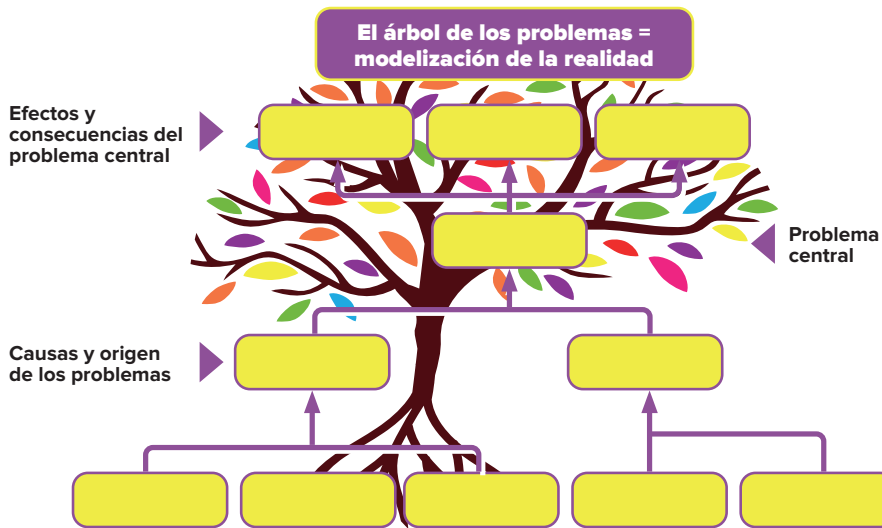 El árbol de los problemas =
modelización de la realidad
Efectos y
consecuencias del
problema central
Problema
central
Causas y origen
de los problemas